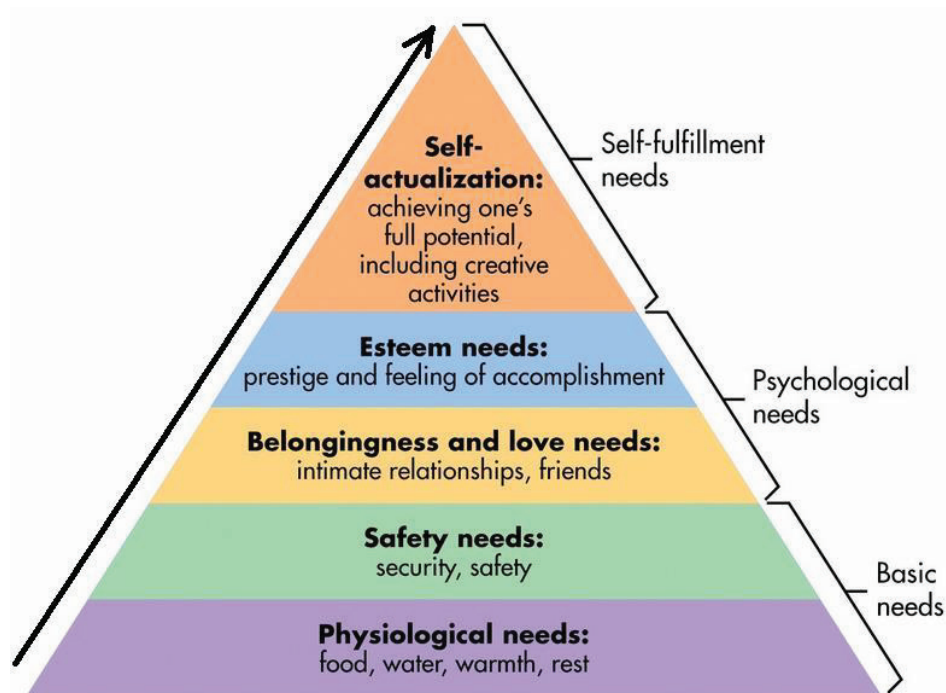 Self-
actualization:
achieving one's
full potential,
including creative
activities
Self-fulfillment
needs
Esteem needs:
prestige and feeling of accomplishment
Psychological
needs
Belongingness and love needs:
intimate relationships, friends
Safety needs:
security, safety
Basic
needs
Physiological needs:
food, water, warmth, rest